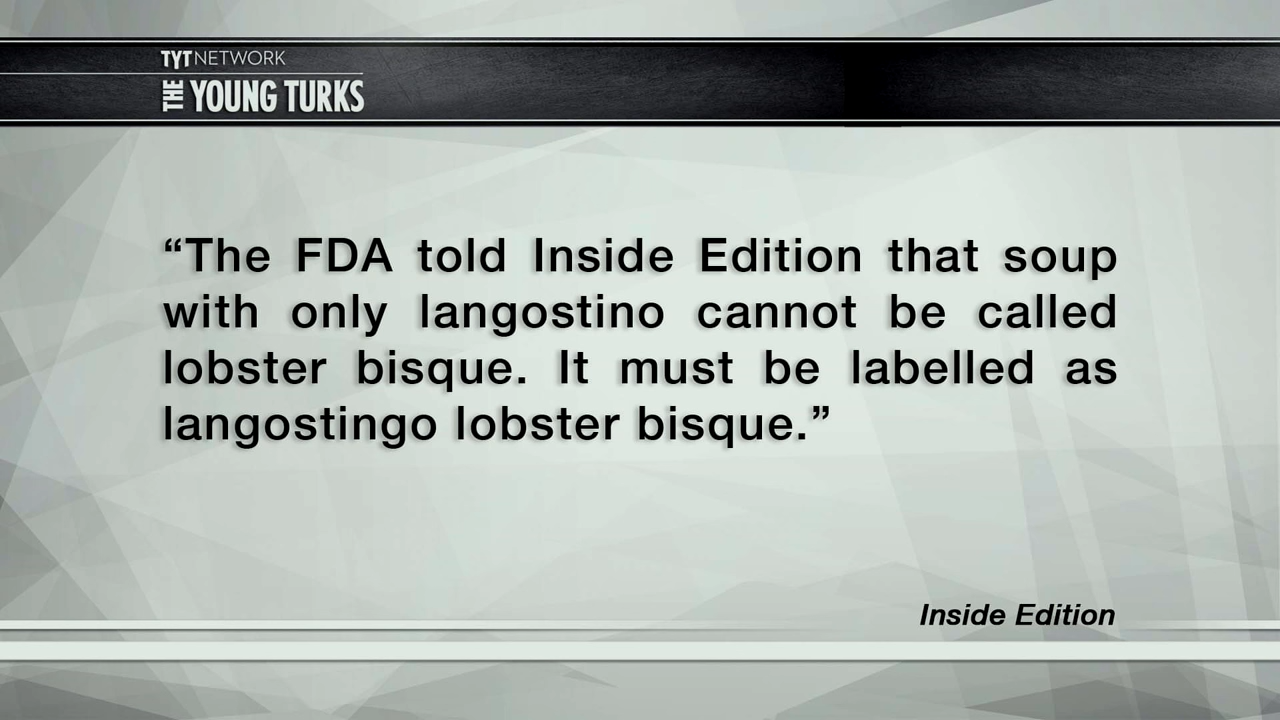 TYT NETWORK
THE YOUNG TURKS
“The FDA told Inside Edition that soup
with only langostino cannot be called
lobster bisque. It must be labelled as
langostingo lobster bisque.”
Inside Edition